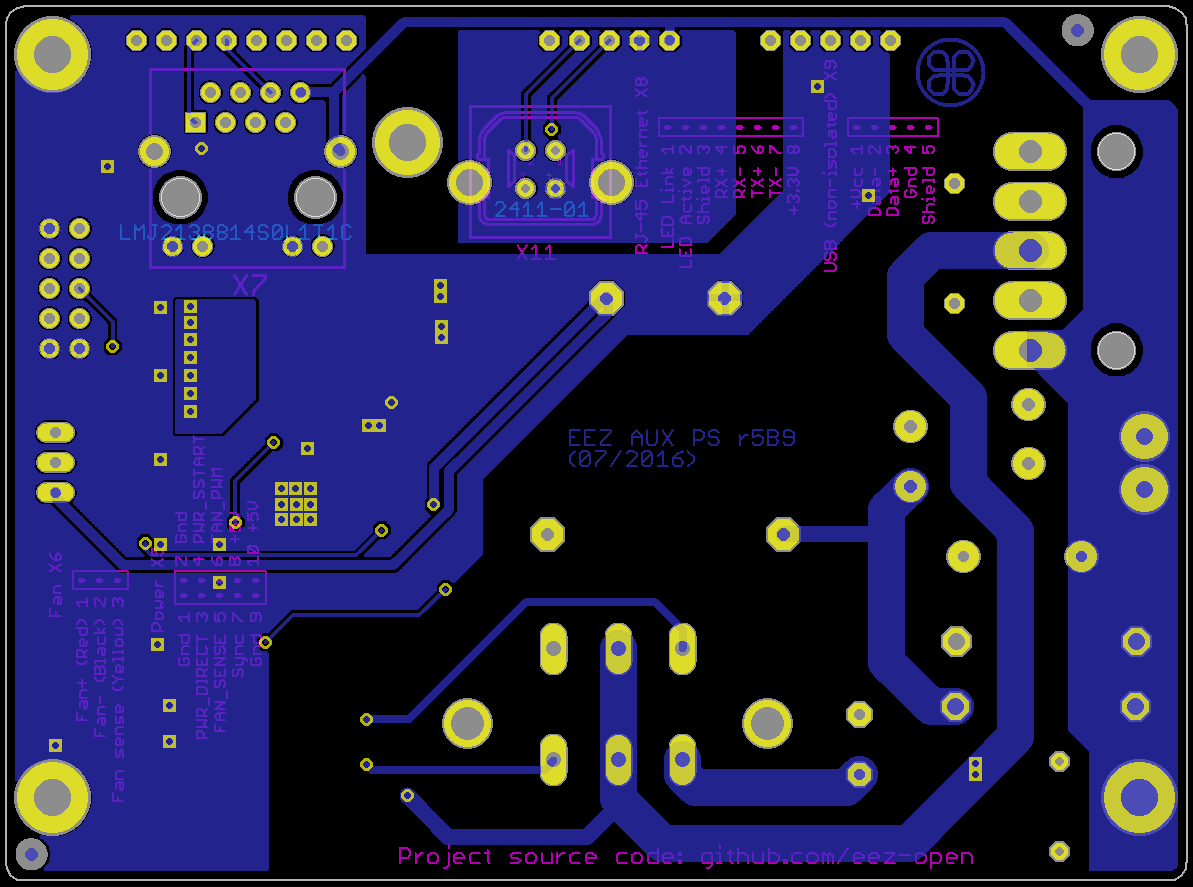 LMJ2138814S0L1T1C
X7
2411-01
X11
RJ-45 Ethernet X8
LED Link 1
LED Active 2
Shield 3
RX+ 4
RX- 5
TX+ 6
TX- 7
+3.3V 8
USB (non-isolated) X9
+Vcc 1
Data- 2
Data+ 3
Gnd 4
Shield 5
EEZ AUX PS r5B9
(07/2016)
2 Gnd
4 PWR_SSTART
6 FAN_PWM
8 +5V
10 +5V
Fan X6
Fan+ (Red) 1
Fan- (Black) 2
Fan sense (Yellow) 3
Power
Gnd 1
PWR_DIRECT 3
FAN_SENSE 5
Sync 7
Gnd 9
Project source code: github.com/eez-open